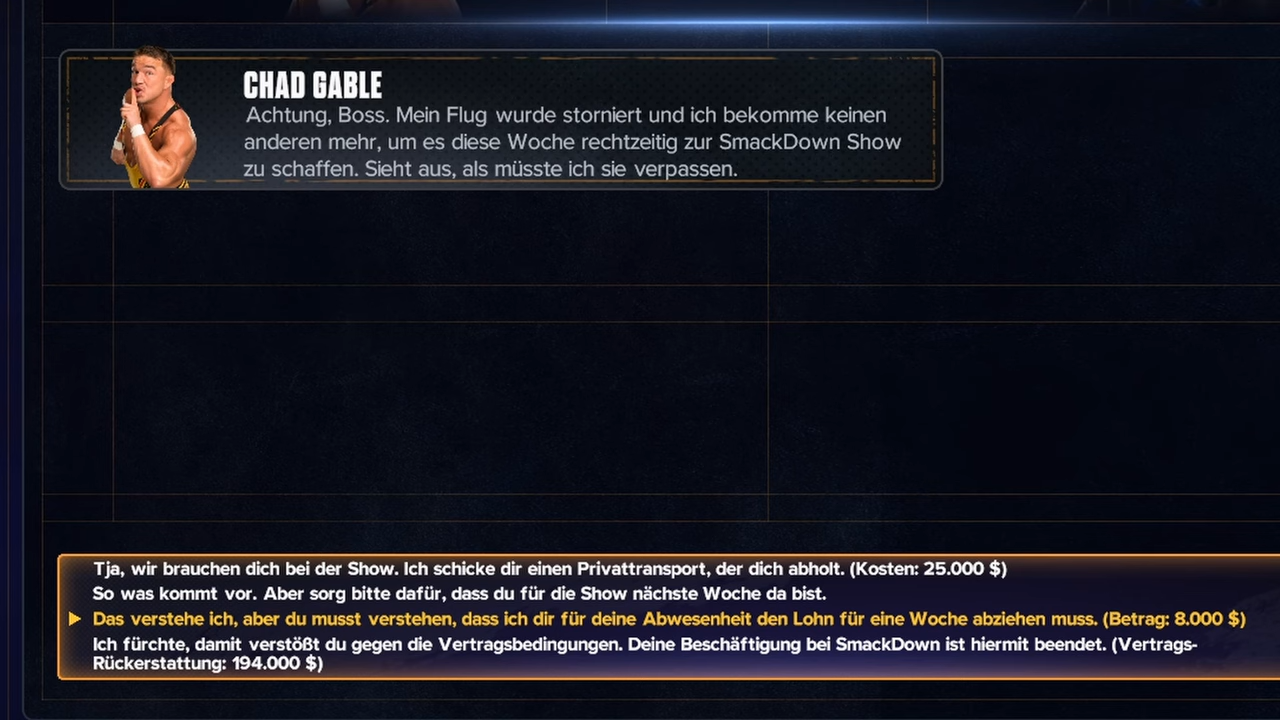 CHAD GABLE
Achtung, Boss. Mein Flug wurde storniert und ich bekomme keinen
anderen mehr, um es diese Woche rechtzeitig zur SmackDown Show
zu schaffen. Sieht aus, als müsste ich sie verpassen.
Tja, wir brauchen dich bei der Show. Ich schicke dir einen Privattransport, der dich abholt. (Kosten: 25.000 $)
So was kommt vor. Aber sorg bitte dafür, dass du für die Show nächste Woche da bist.
Das verstehe ich, aber du musst verstehen, dass ich dir für deine Abwesenheit den Lohn für eine Woche abziehen muss. (Betrag: 8.000 $)
Ich fürchte, damit verstößt du gegen die Vertragsbedingungen. Deine Beschäftigung bei SmackDown ist hiermit beendet. (Vertrags-
Rückerstattung: 194.000 $)